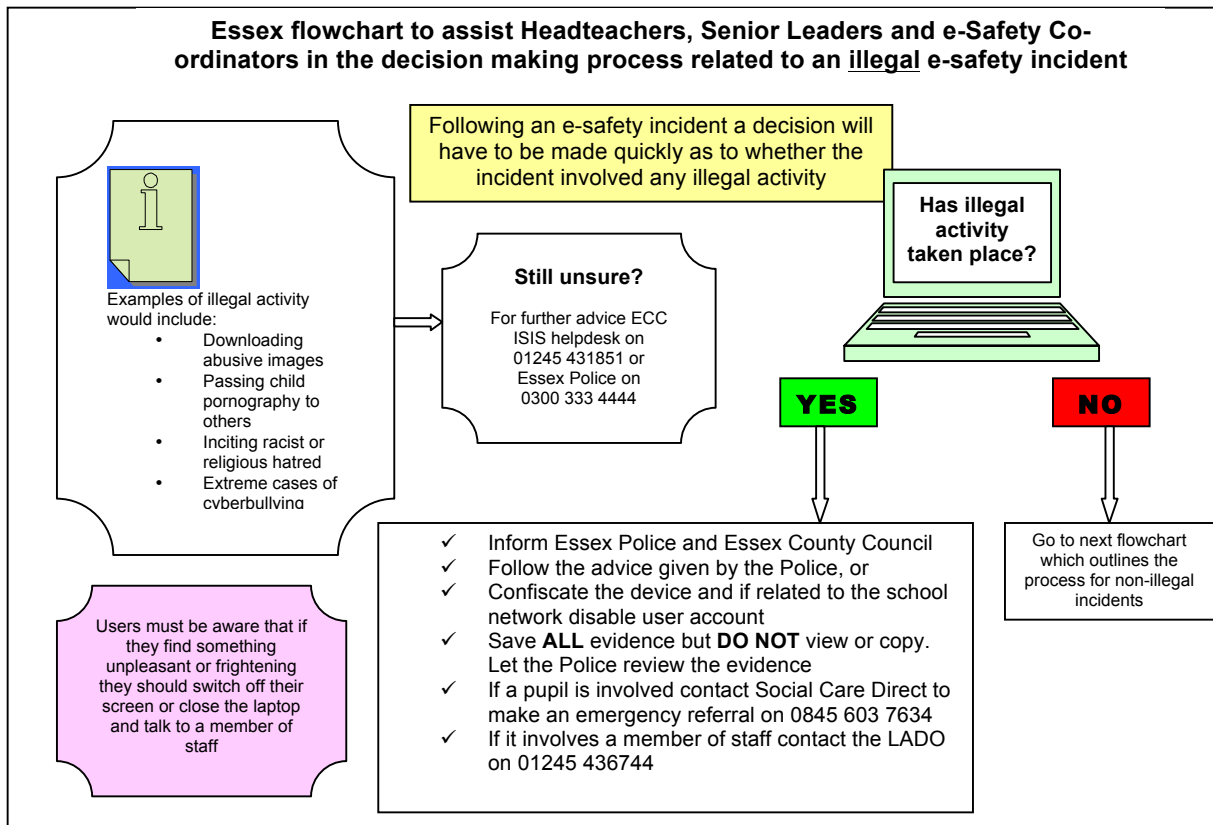 Essex flowchart to assist Headteachers, Senior Leaders and e-Safety Co-
ordinators in the decision making process related to an illegal e-safety incident
Following an e-safety incident a decision will
have to be made quickly as to whether the
incident involved any illegal activity
i
Examples of illegal activity
would include:
• Downloading
abusive images
• Passing child
pornography to
others
• Inciting racist or
religious hatred
• Extreme cases of
cyberbullying
Still unsure?
For further advice ECC
ISIS helpdesk on
01245 431851 or
Essex Police on
0300 333 4444
Has illegal
activity
taken place?
YES
NO
✓ Inform Essex Police and Essex County Council
✓ Follow the advice given by the Police, or
✓ Confiscate the device and if related to the school
network disable user account
✓ Save ALL evidence but DO NOT view or copy.
Let the Police review the evidence
✓ If a pupil is involved contact Social Care Direct to
make an emergency referral on 0845 603 7634
✓ If it involves a member of staff contact the LADO
on 01245 436744
Go to next flowchart
which outlines the
process for non-illegal
incidents
Users must be aware that if
they find something
unpleasant or frightening
they should switch off their
screen or close the laptop
and talk to a member of
staff